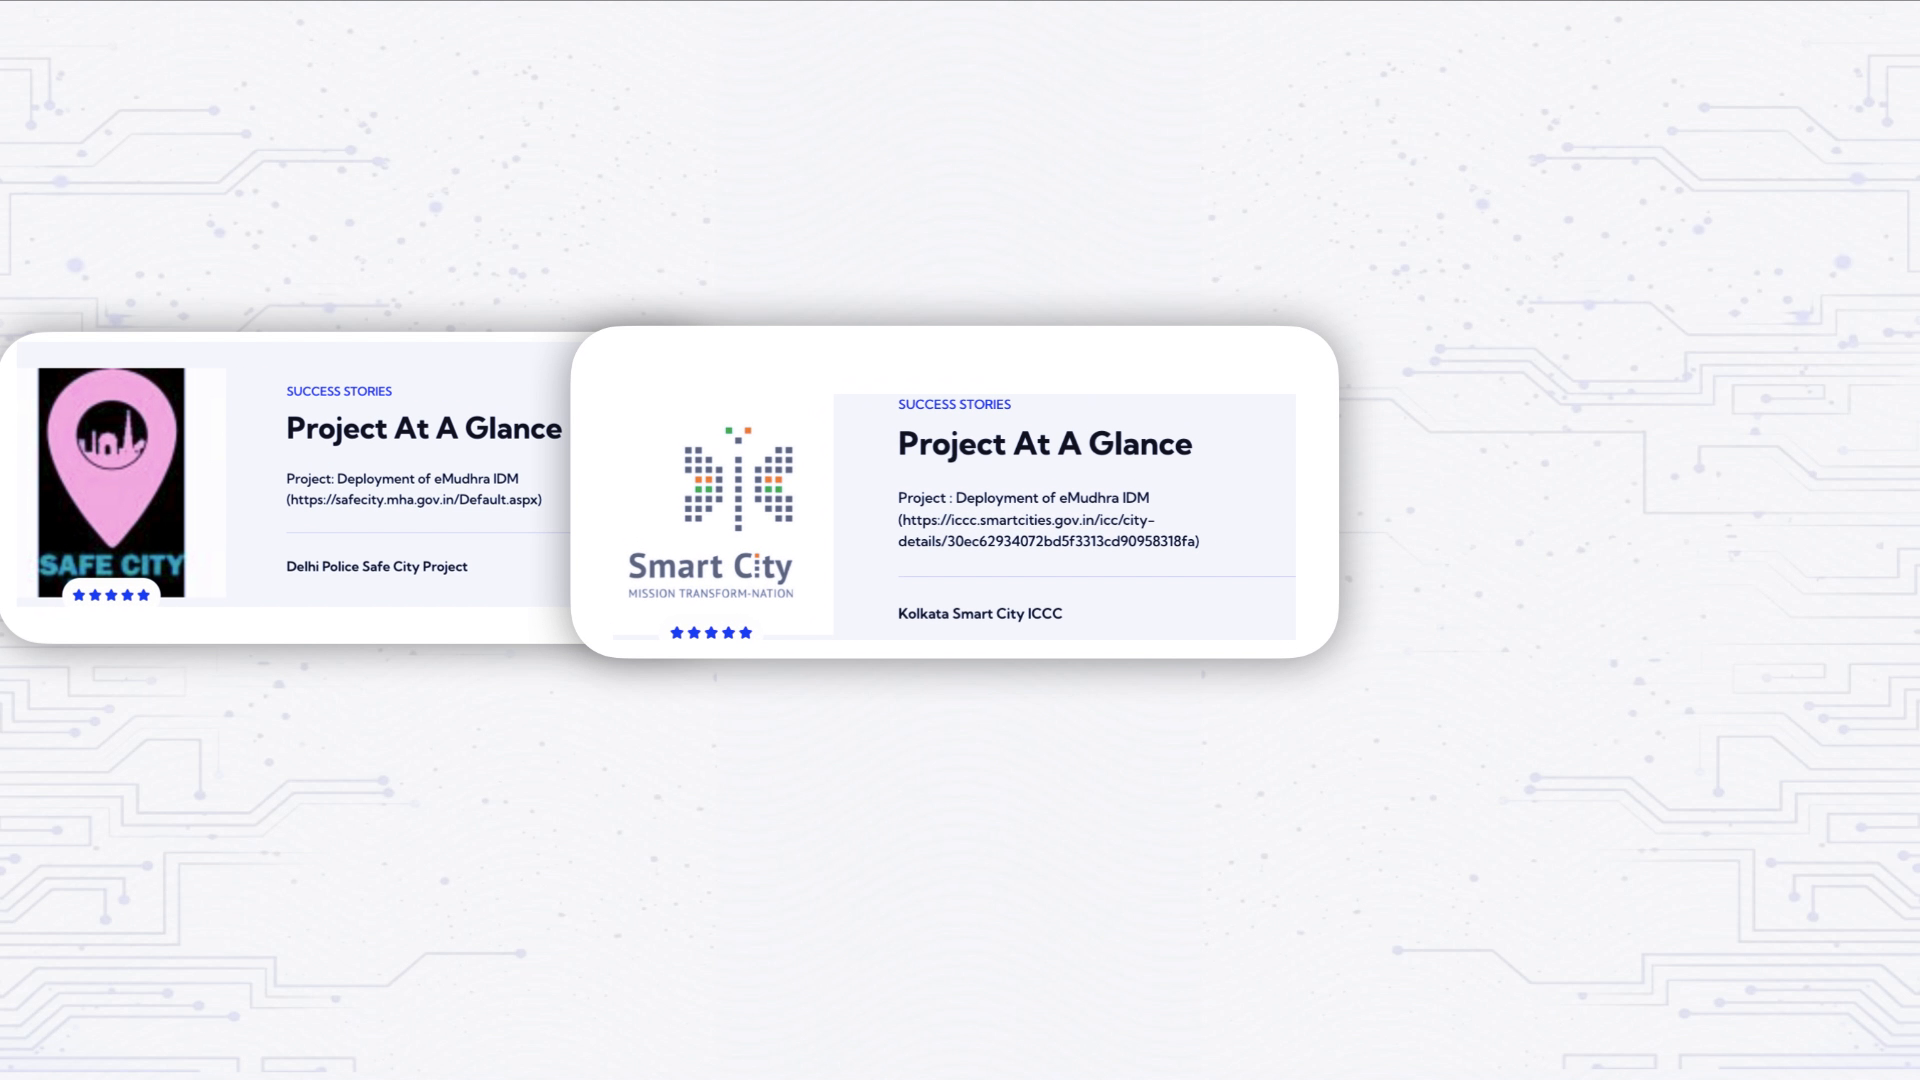 SAFE CITY
SUCCESS STORIES
Project At A Glance
Project: Deployment of eMudhra IDM
(https://safecity.mha.gov.in/Default.aspx)
Delhi Police Safe City Project
Smart City
MISSION TRANSFORM-NATION
SUCCESS STORIES
Project At A Glance
Project : Deployment of eMudhra IDM
(https://iccc.smartcities.gov.in/icc/city-
details/30ec62934072bd5f3313cd90958318fa)
Kolkata Smart City ICCC